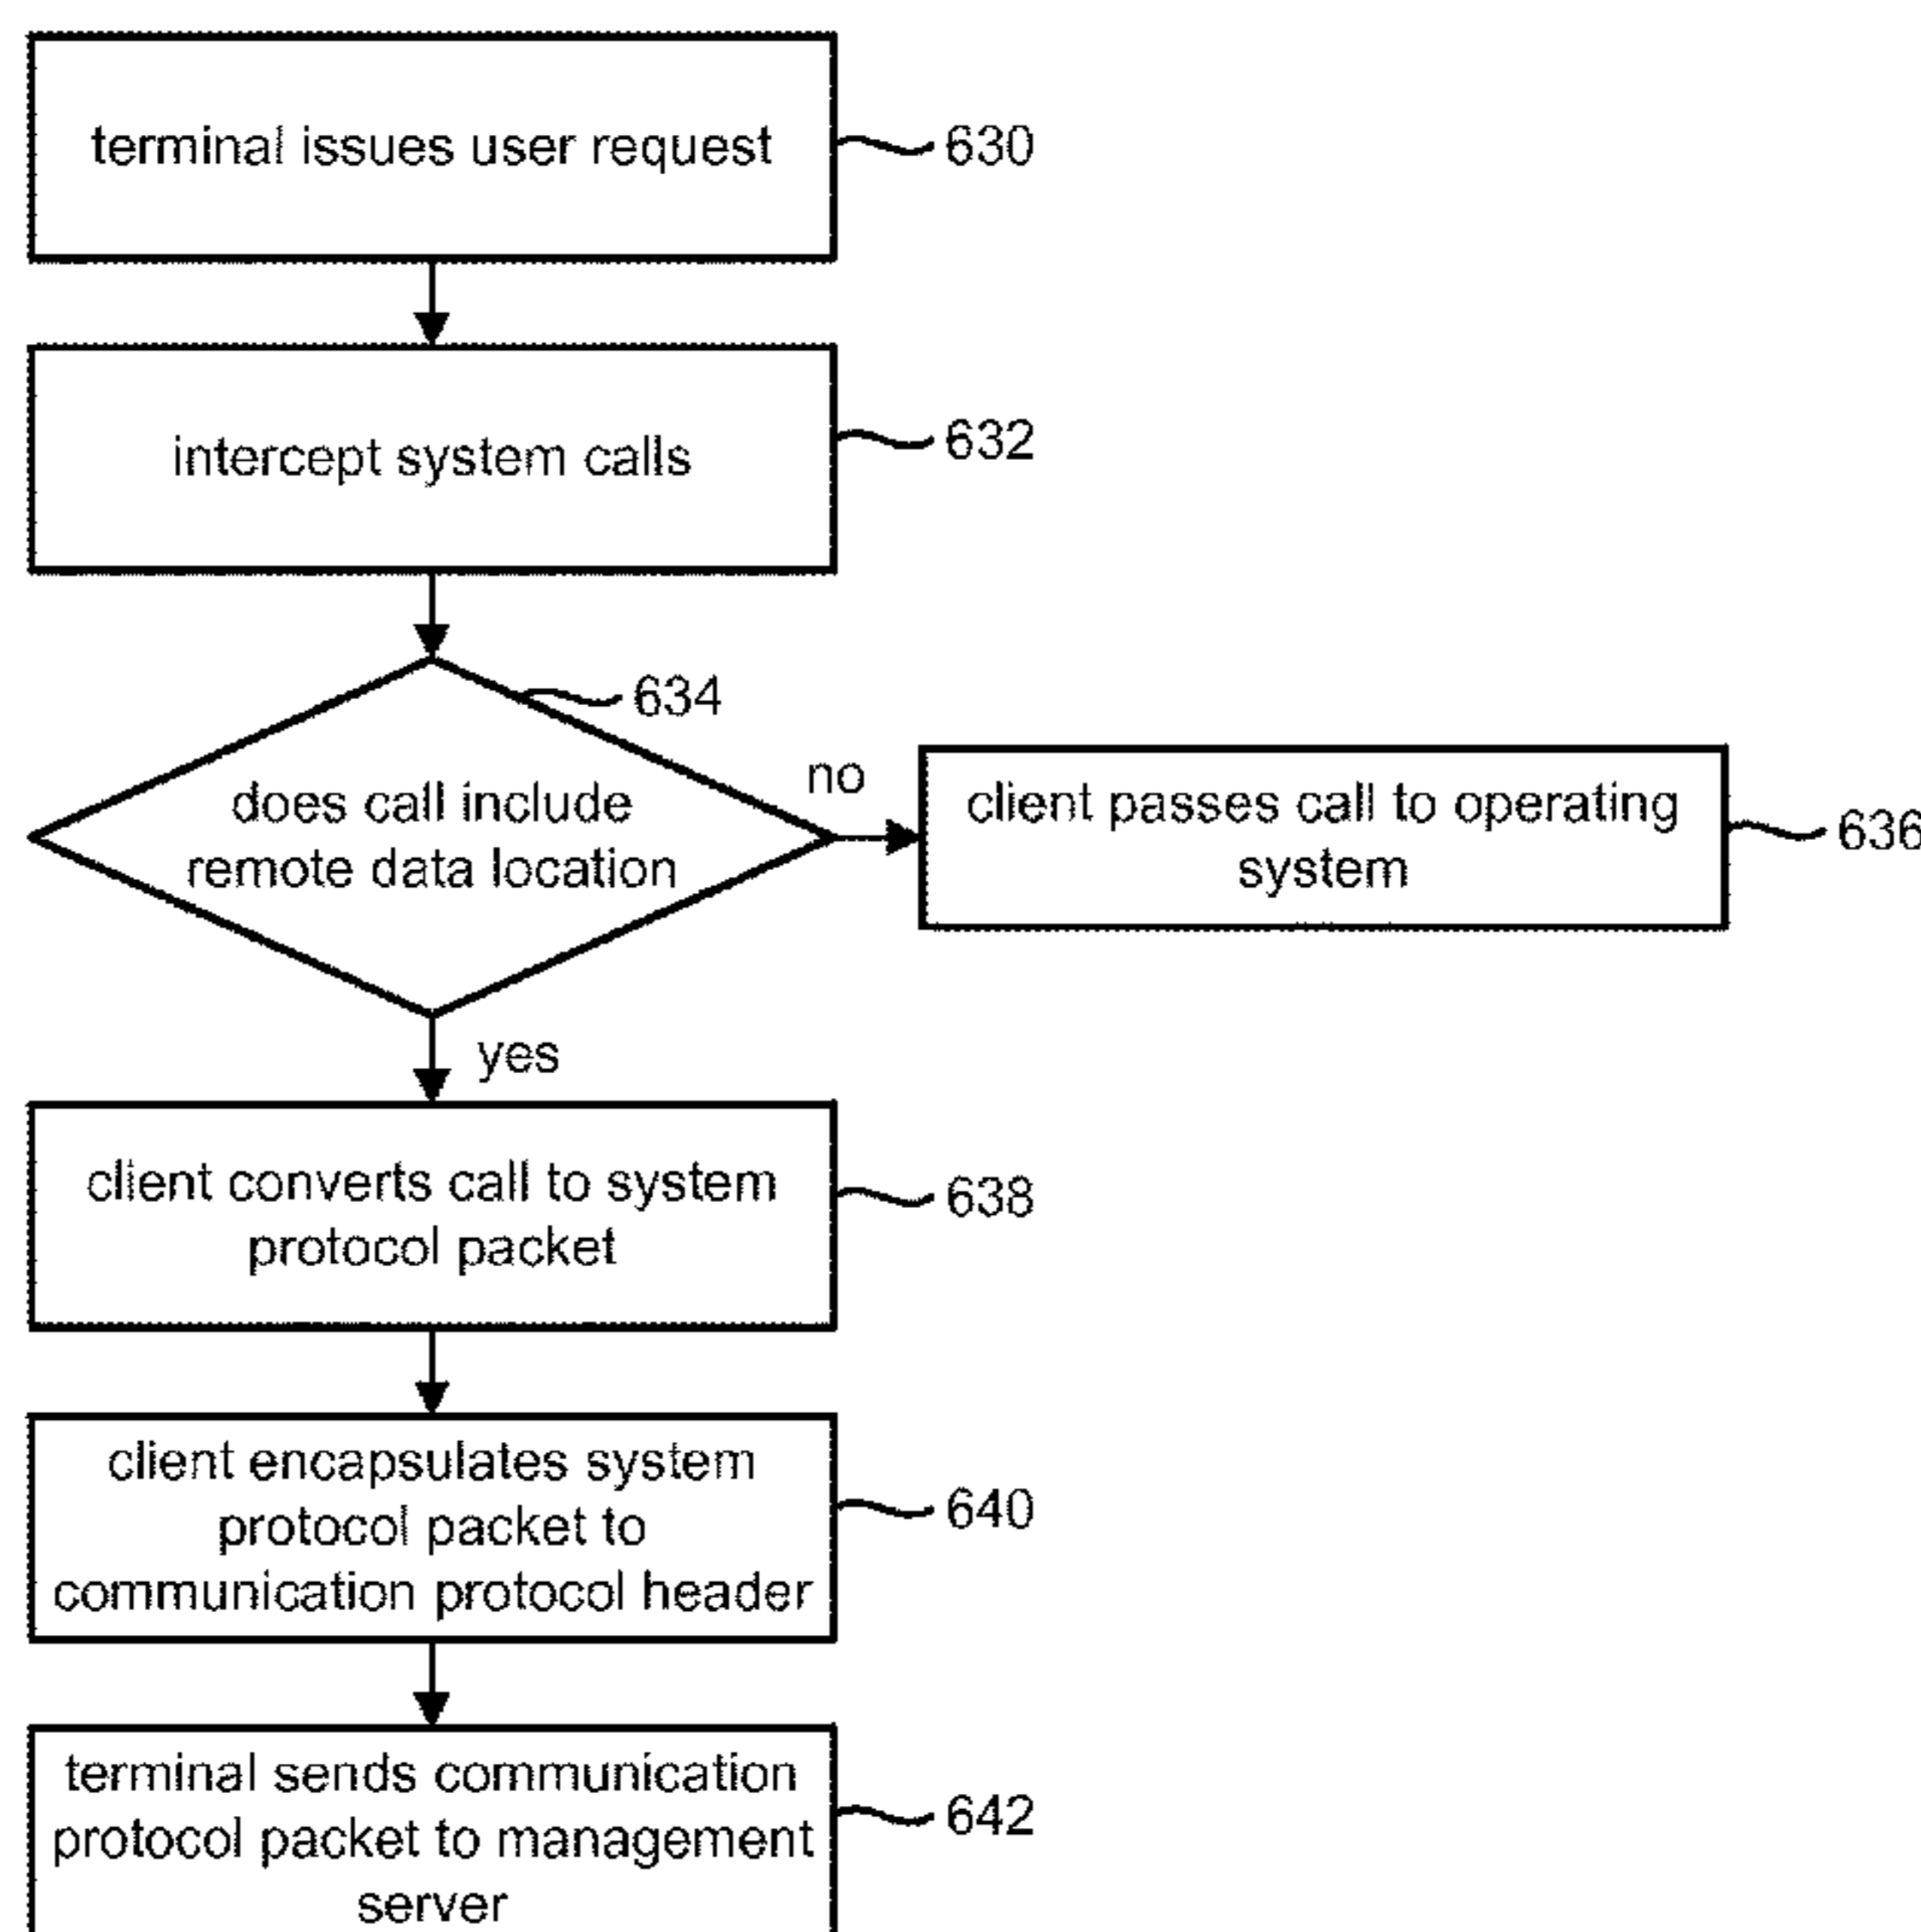 terminal issues user request
630
intercept system calls
632
634
does call include
remote data location
no
client passes call to operating
system
636
yes
client converts call to system
protocol packet
638
client encapsulates system
protocol packet to
communication protocol header
640
terminal sends communication
protocol packet to management
server
642